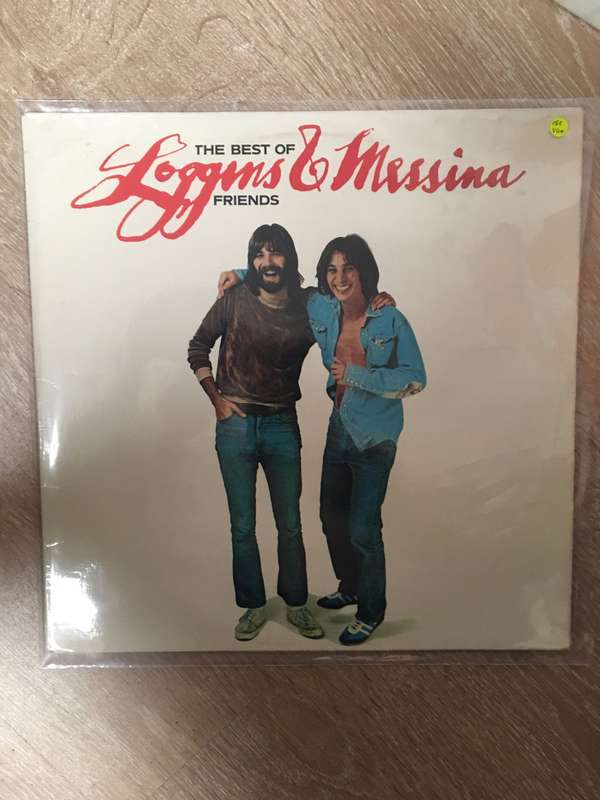 THE BEST OF
Loggins & Messina
FRIENDS